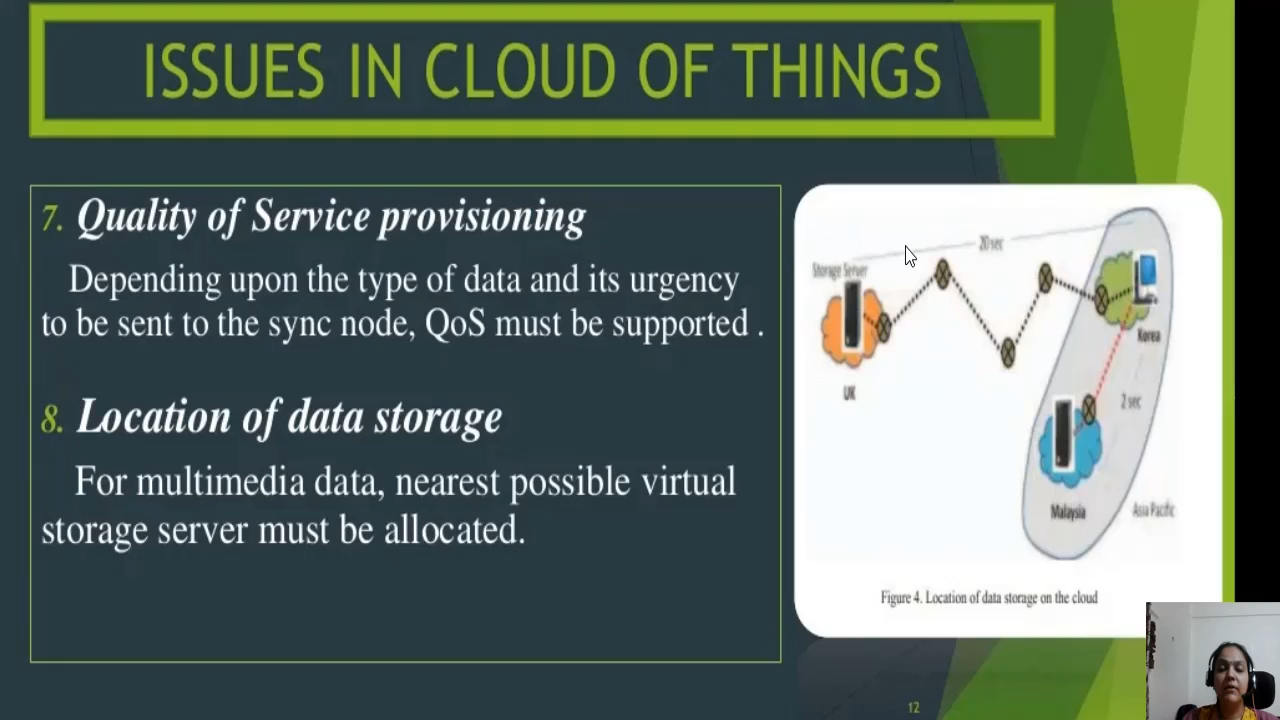 ISSUES IN CLOUD OF THINGS
7. Quality of Service provisioning
Depending upon the type of data and its urgency
to be sent to the sync node, QoS must be supported .
8. Location of data storage
For multimedia data, nearest possible virtual
storage server must be allocated.
20 sec
Storage Server
UK
Korea
2 sec
Malaysia
Asia Pacific
Figure 4. Location of data storage on the cloud
12